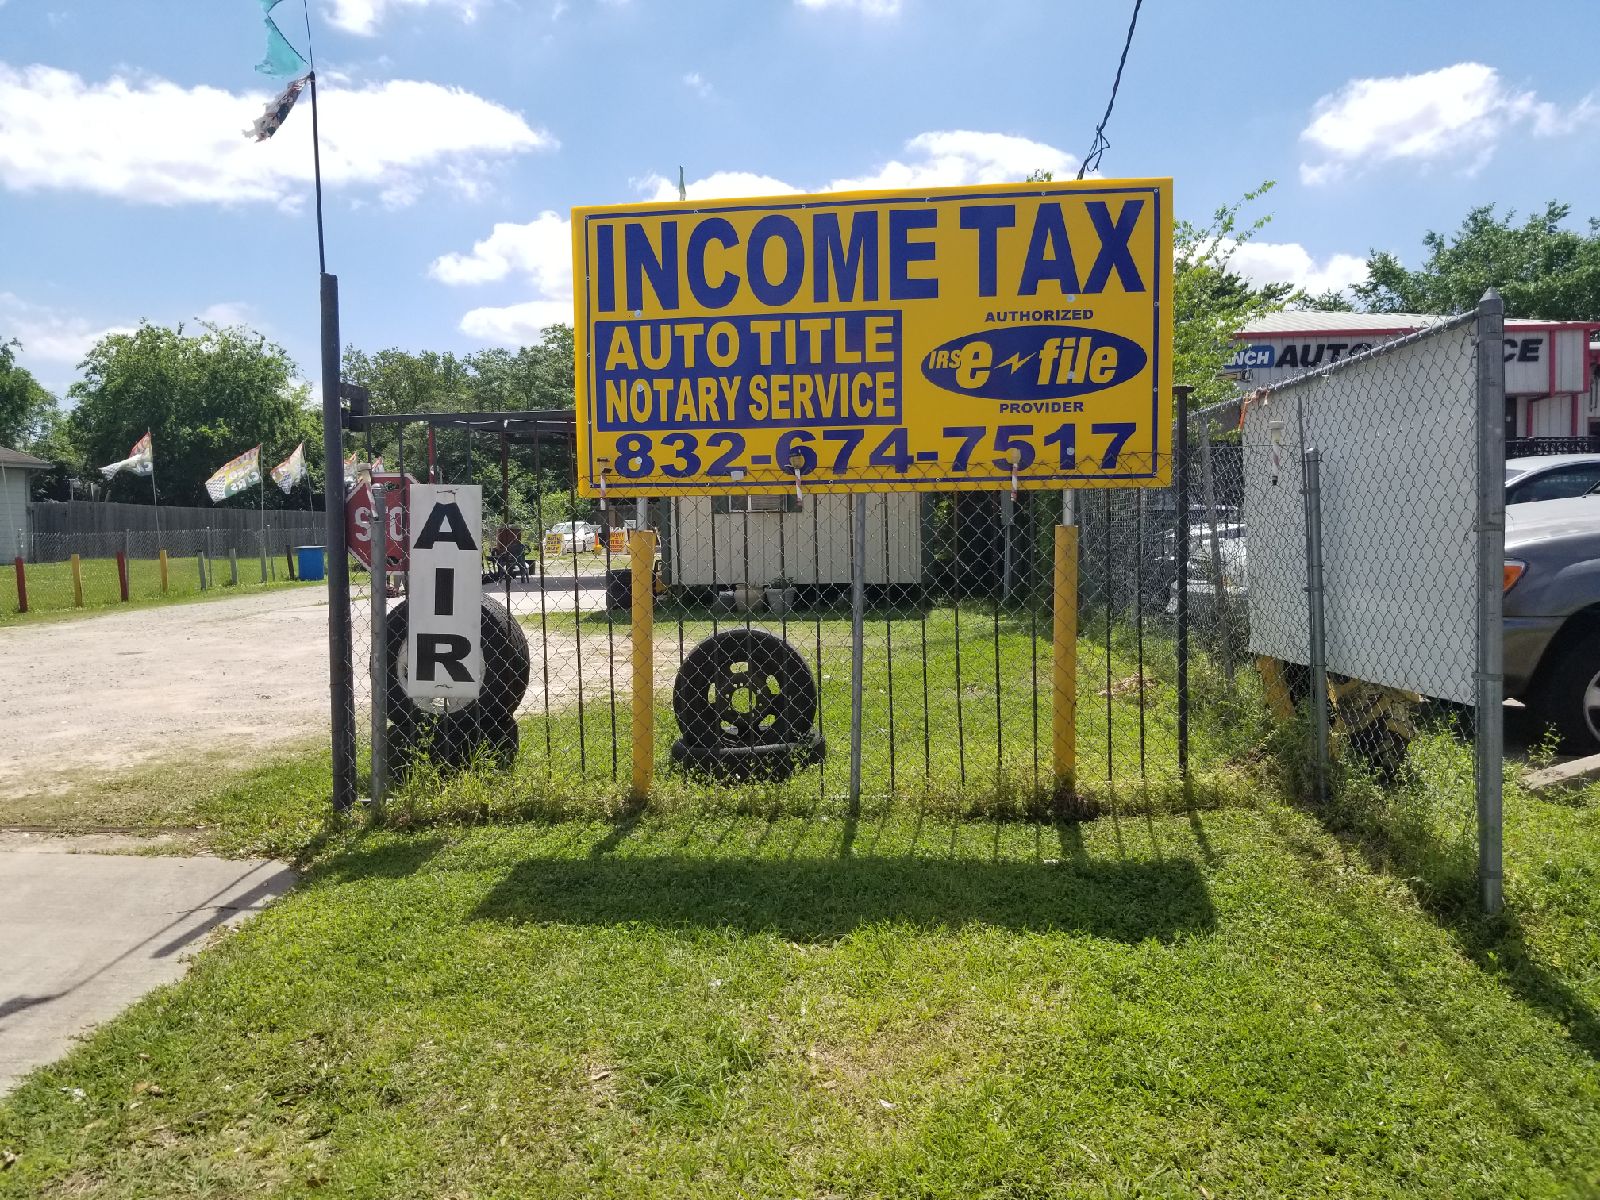 INCOME TAX
AUTO TITLE
NOTARY SERVICE
AUTHORIZED
IRS e file
PROVIDER
832-674-7517
AIR
AUTO